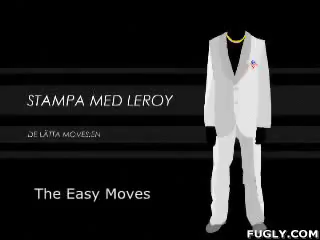 STAMPA MED LEROY
DE LÄTTA MOVESEN
The Easy Moves
FUGLY.COM